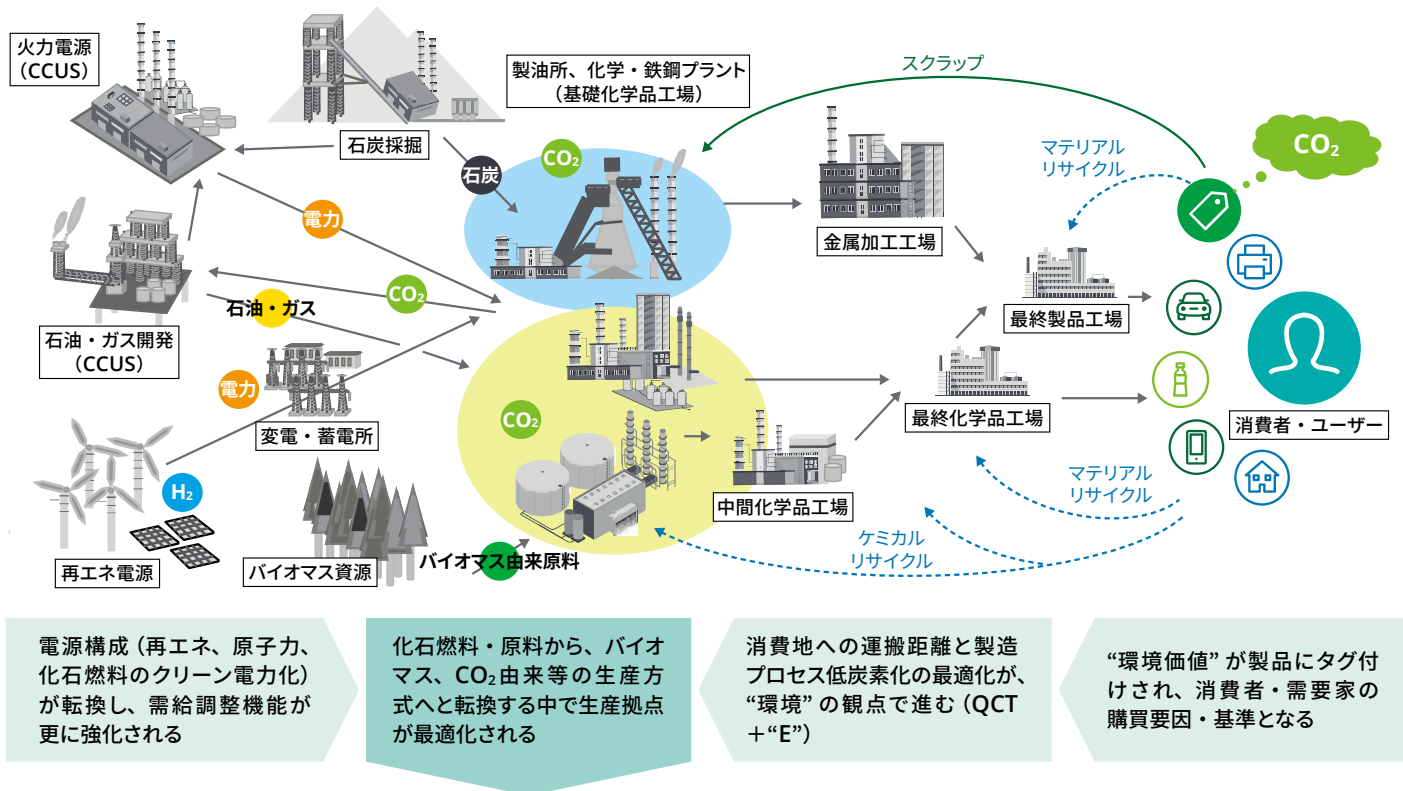 火力電源
（CCUS）
石炭採掘
製油所、化学・鉄鋼プラント
（基礎化学品工場）
スクラップ
CO₂
マテリアル
リサイクル
石炭
CO₂
電力
金属加工工場
石油・ガス開発
（CCUS）
CO₂
石油・ガス
最終製品工場
電力
変電・蓄電所
CO₂
最終化学品工場
消費者・ユーザー
H₂
再エネ電源
バイオマス資源
バイオマス由来原料
中間化学品工場
マテリアル
リサイクル
ケミカル
リサイクル
電源構成（再エネ、原子力、
化石燃料のクリーン電力化）
が転換し、需給調整機能が
更に強化される
化石燃料・原料から、バイオ
マス、CO₂由来等の生産方
式へと転換する中で生産拠点
が最適化される
消費地への運搬距離と製造
プロセス低炭素化の最適化が、
“環境” の観点で進む（QCT
＋“E”）
“環境価値” が製品にタグ付
けされ、消費者・需要家の
購買要因・基準となる